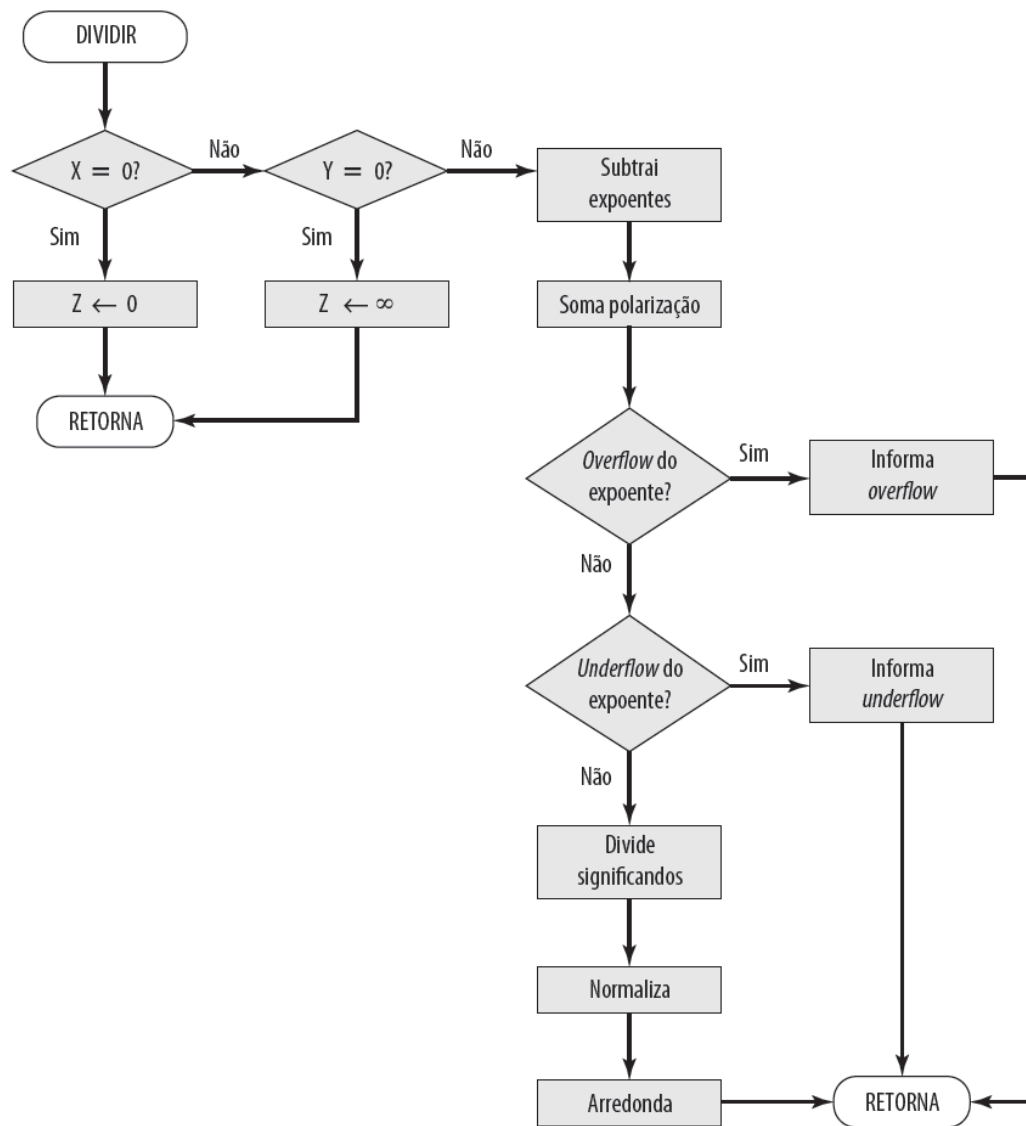 DIVIDIR
X = 0?
Não
Y = 0?
Não
Subtrai
expoentes
Sim
Sim
Z ← 0
Z ← ∞
Soma polarização
RETORNA
Overflow do
expoente?
Sim
Informa
overflow
Não
Underflow do
expoente?
Sim
Informa
underflow
Não
Divide
significandos
Normaliza
Arredonda
RETORNA